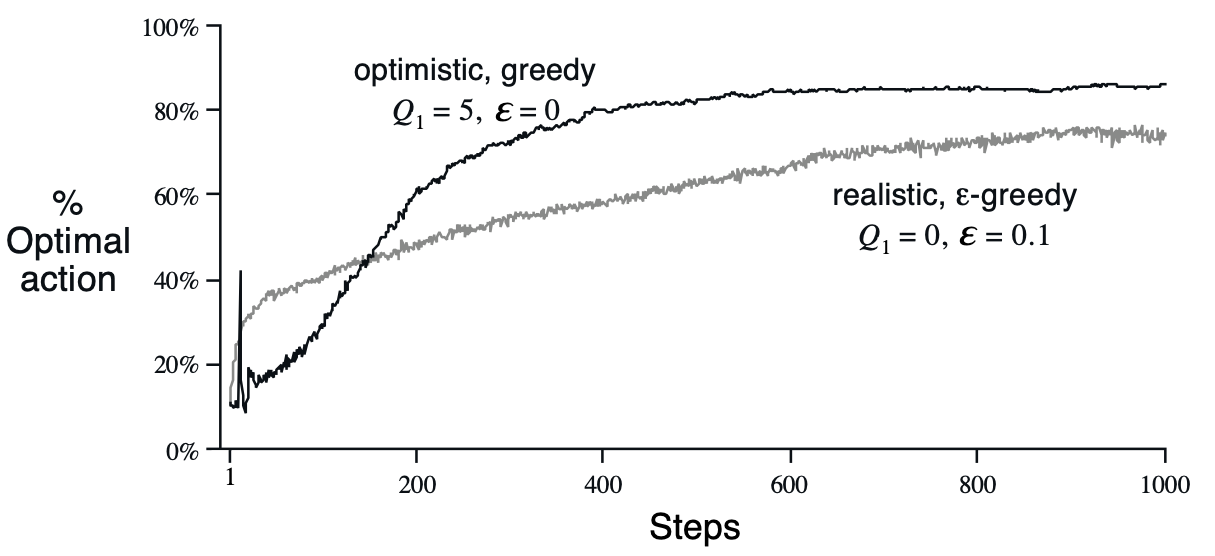 100%
80%
60%
40%
20%
0%
%
Optimal
action
optimistic, greedy
Q₁ = 5, ε = 0
realistic, ε-greedy
Q₁ = 0, ε = 0.1
1
200
400
600
800
1000
Steps